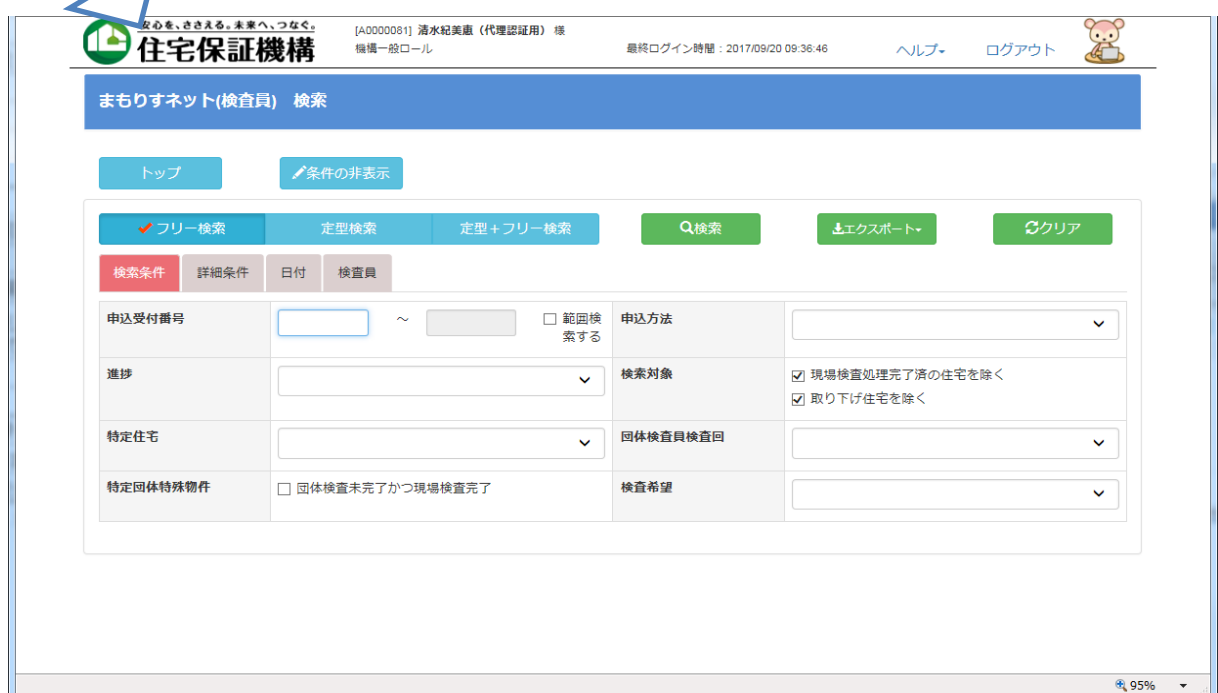 安心を、ささえる。未来へ、つなぐ。
住宅保証機構
[A0000081] 清水紀美恵（代理認証用） 様
機構一般ロール
最終ログイン時間：2017/09/20 09:36:46
ヘルプ
ログアウト
まもりすネット(検査員)　検索
トップ
条件の非表示
フリー検索
定型検索
定型＋フリー検索
検索
エクスポート
クリア
検索条件
詳細条件
日付
検査員
申込受付番号
～
範囲検
索する
申込方法
進捗
検索対象
現場検査処理完了済の住宅を除く
取り下げ住宅を除く
特定住宅
団体検査員検査回
特定団体特殊物件
団体検査未完了かつ現場検査完了
検査希望
95%